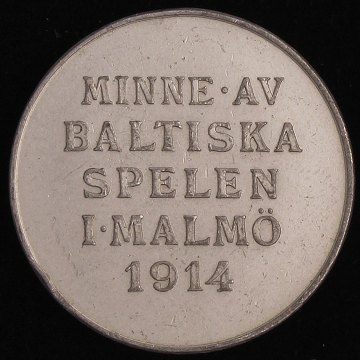 MINNE·AV
BALTISKA
SPELEN
I·MALMÖ
1914